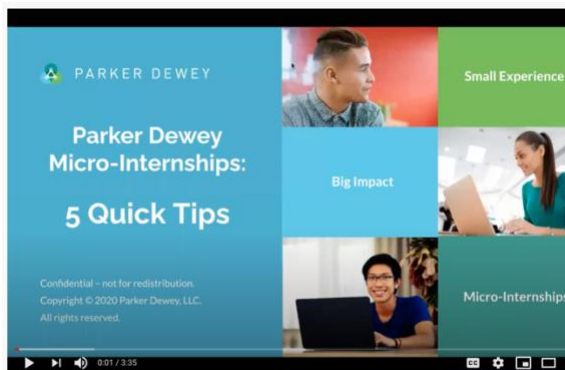 PARKER DEWEY
Parker Dewey
Micro-Internships:
5 Quick Tips
Confidential – not for redistribution.
Copyright © 2020 Parker Dewey, LLC.
All rights reserved.
Small Experience
Big Impact
Micro-Internships
0:01 / 3:35
CC